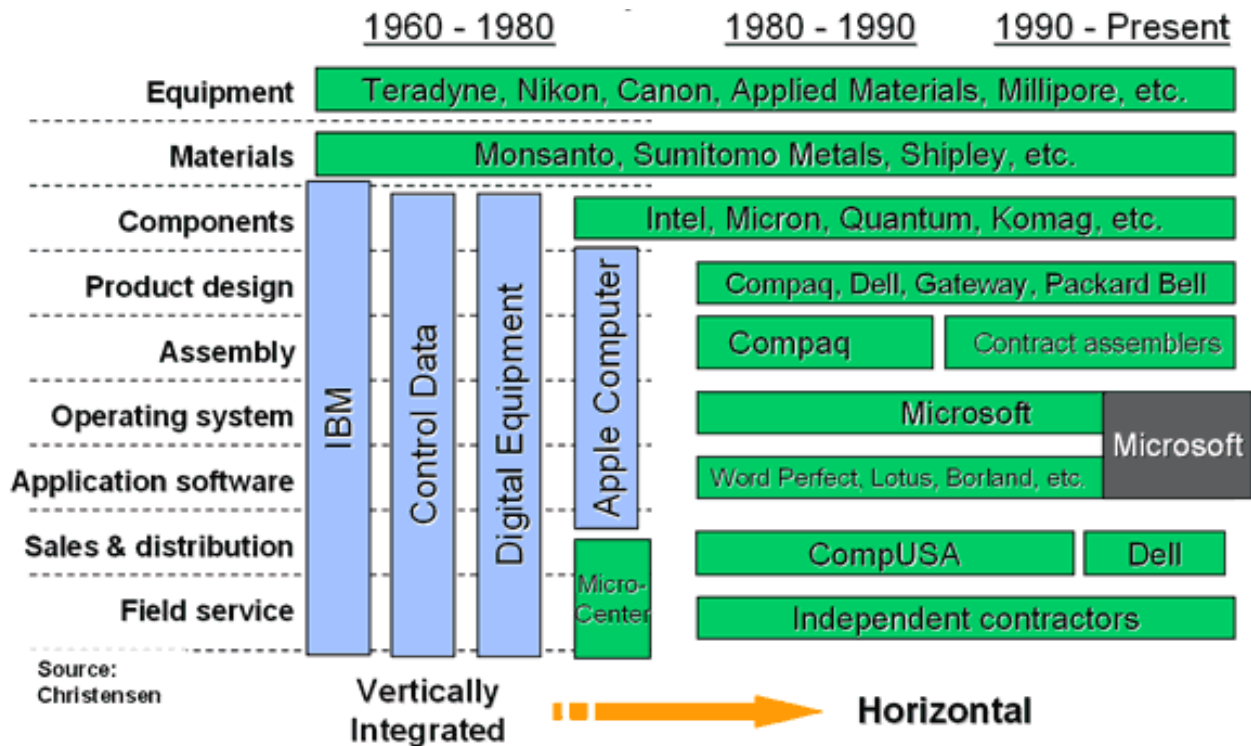 1960 - 1980
1980 - 1990
1990 - Present
Equipment
Teradyne, Nikon, Canon, Applied Materials, Millipore, etc.
Materials
Monsanto, Sumitomo Metals, Shipley, etc.
Components
Intel, Micron, Quantum, Komag, etc.
Product design
Compaq, Dell, Gateway, Packard Bell
Assembly
Compaq
Contract assemblers
Operating system
Microsoft
Microsoft
Application software
Word Perfect, Lotus, Borland, etc.
Sales & distribution
CompUSA
Dell
Field service
Independent contractors
IBM
Control Data
Digital Equipment
Apple Computer
Micro-
Center
Source:
Christensen
Vertically
Integrated
Horizontal